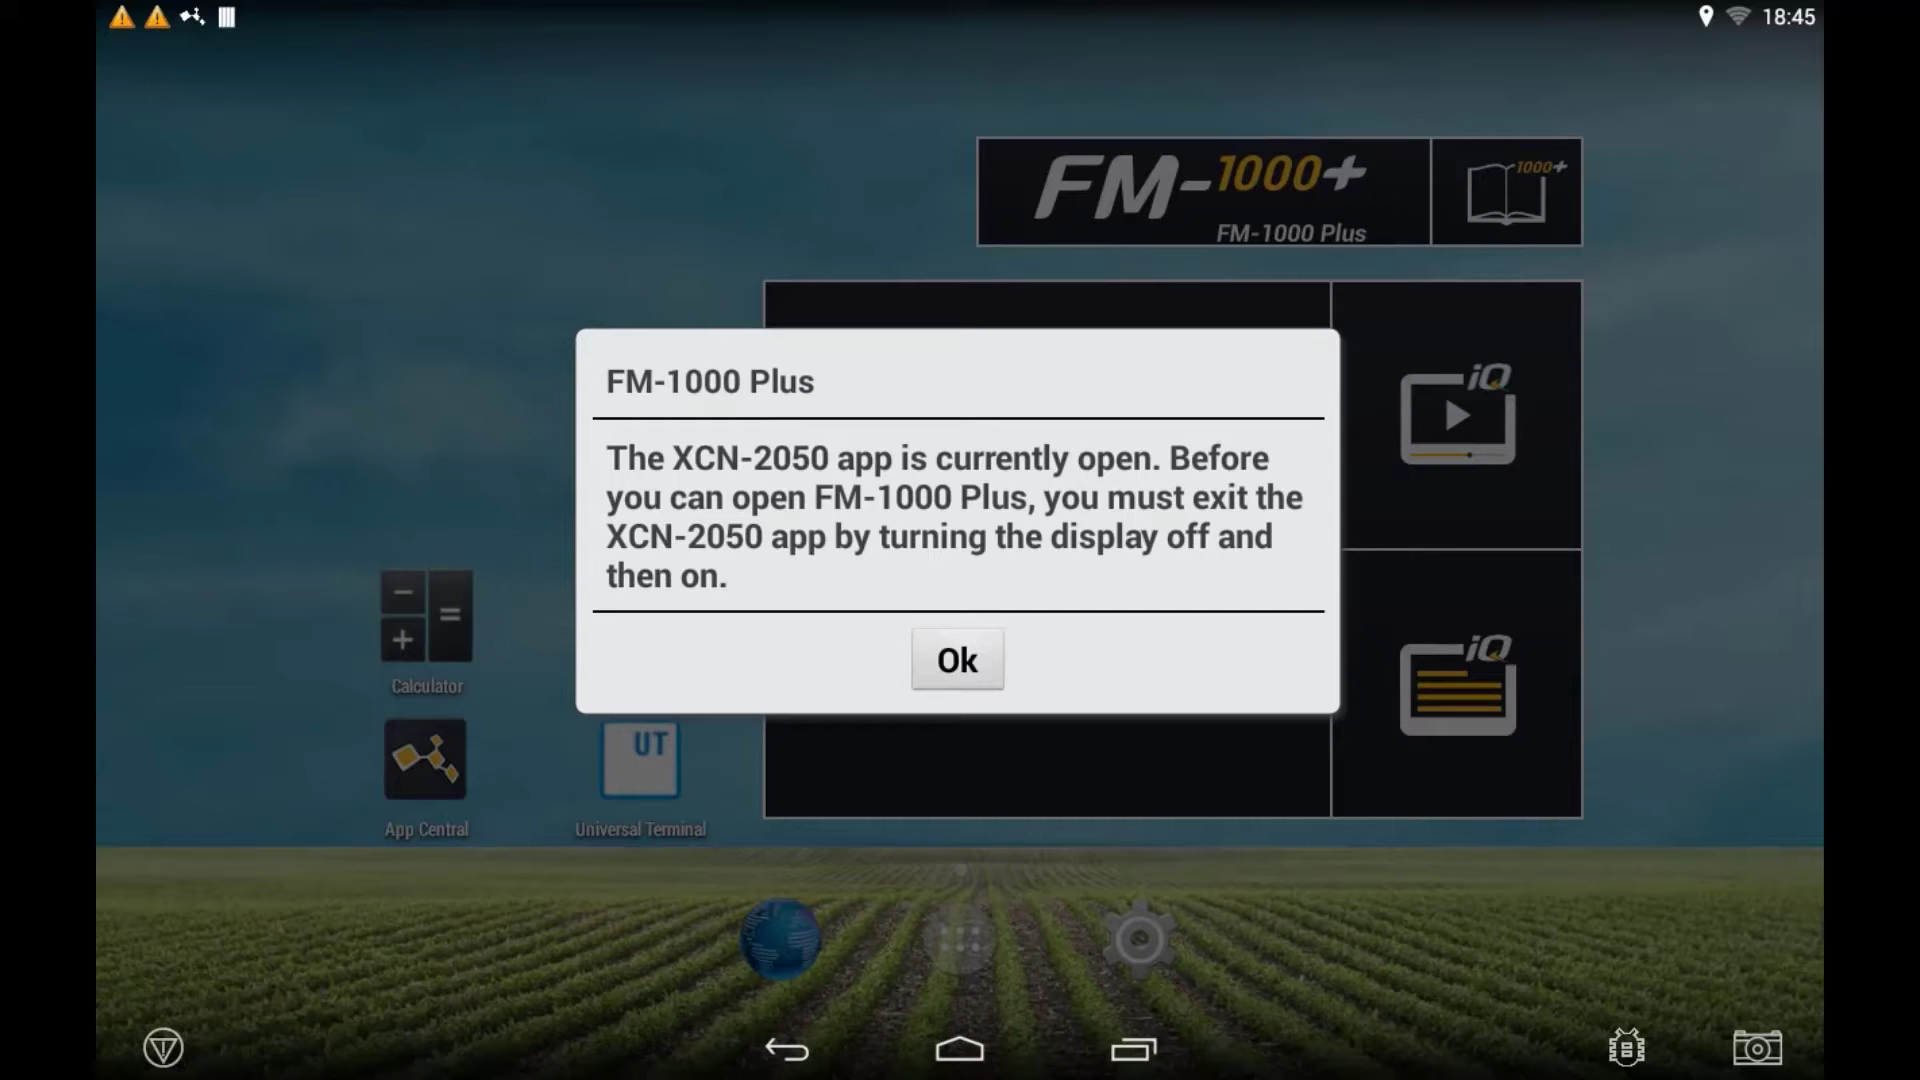 18:45
FM-1000+
FM-1000 Plus
1000+
iQ
FM-1000 Plus
The XCN-2050 app is currently open. Before
you can open FM-1000 Plus, you must exit the
XCN-2050 app by turning the display off and
then on.
Ok
iQ
Calculator
UT
App Central
Universal Terminal